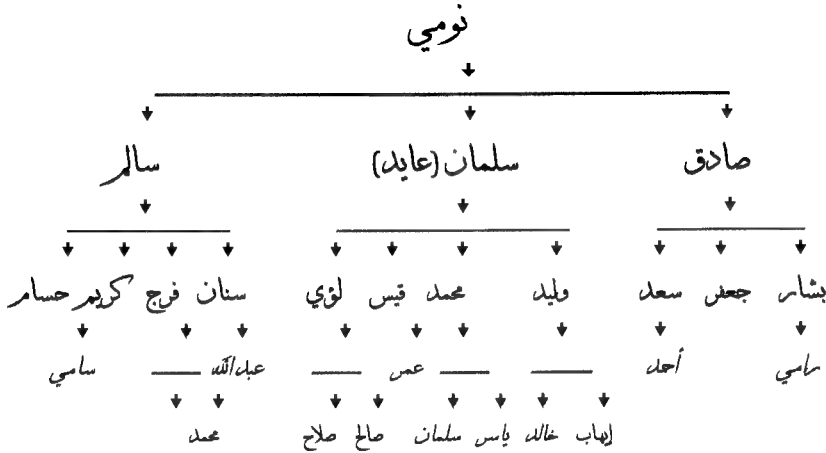 نومي
صادق سلمان (عايد) سالم
بشار جعفر سعد وليد محمد قيس لؤي سنان فرج كريم حسام
رامي أحمد عمر عبدالله سامي
إيهاب خالد ياسر سلمان صالح صلاح محمد